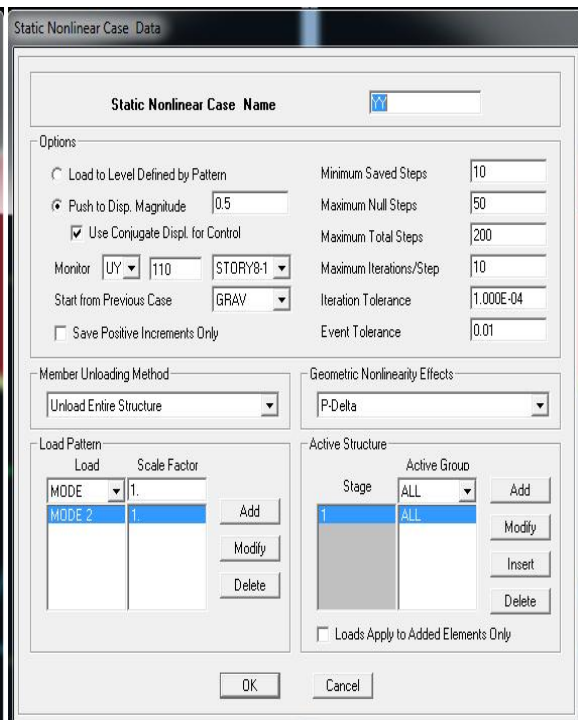 Static Nonlinear Case Data
Static Nonlinear Case Name YY
Options
Load to Level Defined by Pattern
Push to Disp. Magnitude 0.5
Use Conjugate Displ. for Control
Monitor UY 110 STORY8-1
Start from Previous Case GRAV
Save Positive Increments Only
Minimum Saved Steps 10
Maximum Null Steps 50
Maximum Total Steps 200
Maximum Iterations/Step 10
Iteration Tolerance 1.000E-04
Event Tolerance 0.01
Member Unloading Method
Unload Entire Structure
Geometric Nonlinearity Effects
P-Delta
Load Pattern
Load Scale Factor
MODE 1.
MODE 2 1.
Add
Modify
Delete
Active Structure
Active Group
Stage ALL Add
1 ALL
Modify
Insert
Delete
Loads Apply to Added Elements Only
OK Cancel